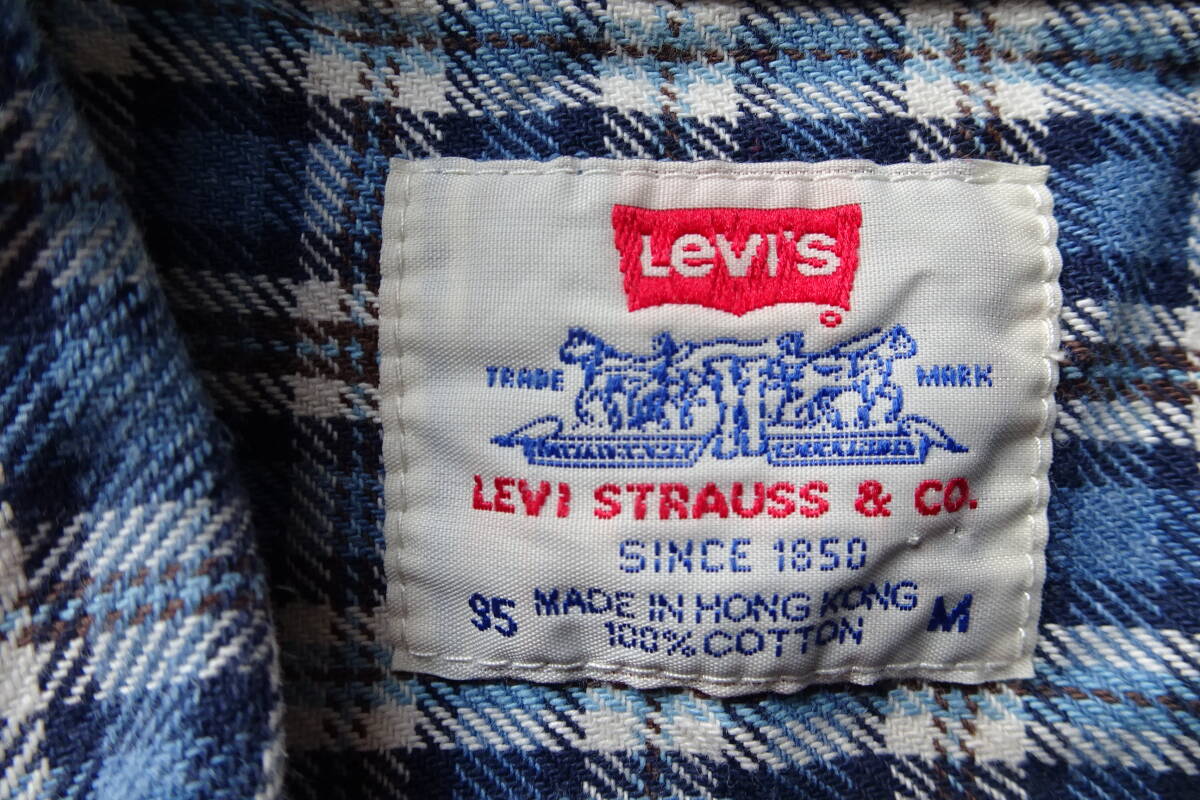 Levi's
TRADE MARK
LEVI STRAUSS & CO.
SINCE 1850
95 MADE IN HONG KONG M
100% COTTON